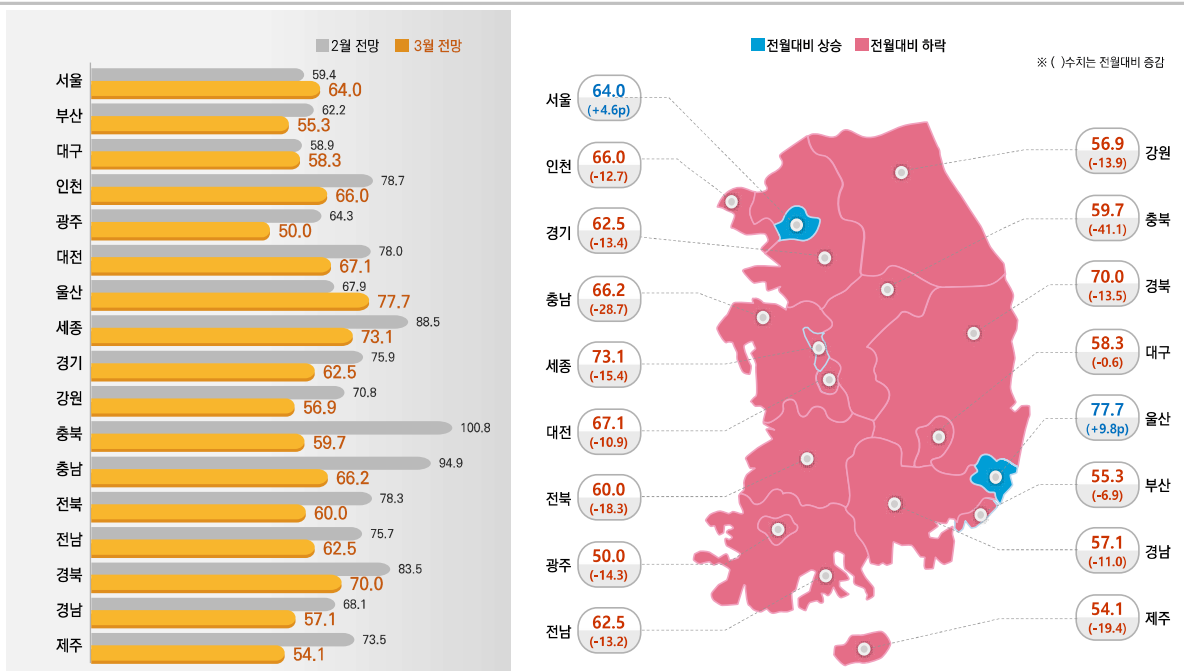 2월 전망 3월 전망
서울 59.4 64.0
부산 62.2 55.3
대구 58.9 58.3
인천 78.7 66.0
광주 64.3 50.0
대전 78.0 67.1
울산 67.9 77.7
세종 88.5 73.1
경기 75.9 62.5
강원 70.8 56.9
충북 100.8 59.7
충남 94.9 66.2
전북 78.3 60.0
전남 75.7 62.5
경북 83.5 70.0
경남 68.1 57.1
제주 73.5 54.1
전월대비 상승 전월대비 하락
※ ( )수치는 전월대비 증감
서울 64.0
(+4.6p)
인천 66.0
(-12.7)
경기 62.5
(-13.4)
충남 66.2
(-28.7)
세종 73.1
(-15.4)
대전 67.1
(-10.9)
전북 60.0
(-18.3)
광주 50.0
(-14.3)
전남 62.5
(-13.2)
56.9 강원
(-13.9)
59.7 충북
(-41.1)
70.0 경북
(-13.5)
58.3 대구
(-0.6)
77.7 울산
(+9.8p)
55.3 부산
(-6.9)
57.1 경남
(-11.0)
54.1 제주
(-19.4)